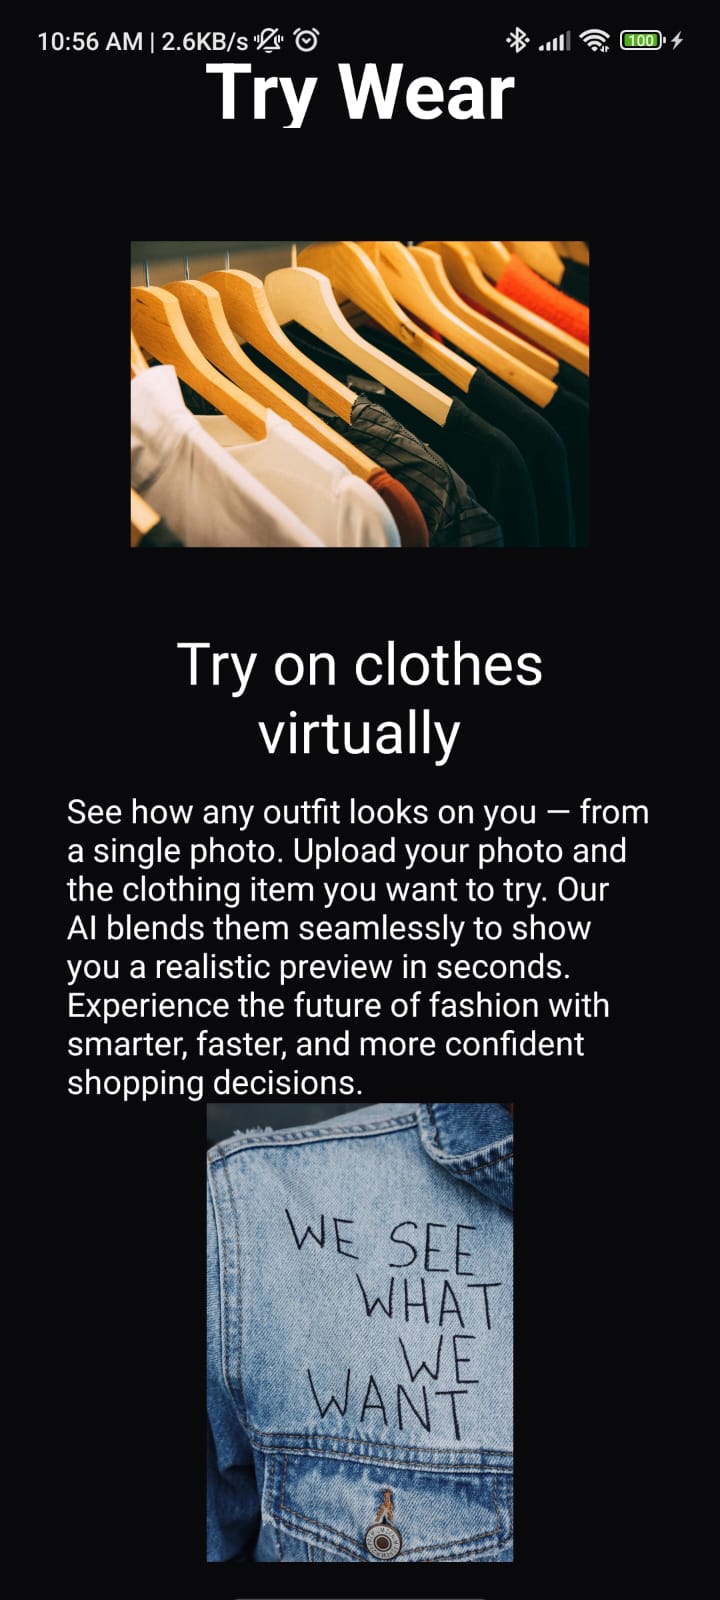 10:56 AM | 2.6KB/s
100
Try Wear
Try on clothes
virtually
See how any outfit looks on you — from
a single photo. Upload your photo and
the clothing item you want to try. Our
AI blends them seamlessly to show
you a realistic preview in seconds.
Experience the future of fashion with
smarter, faster, and more confident
shopping decisions.
WE SEE
WHAT
WE
WANT